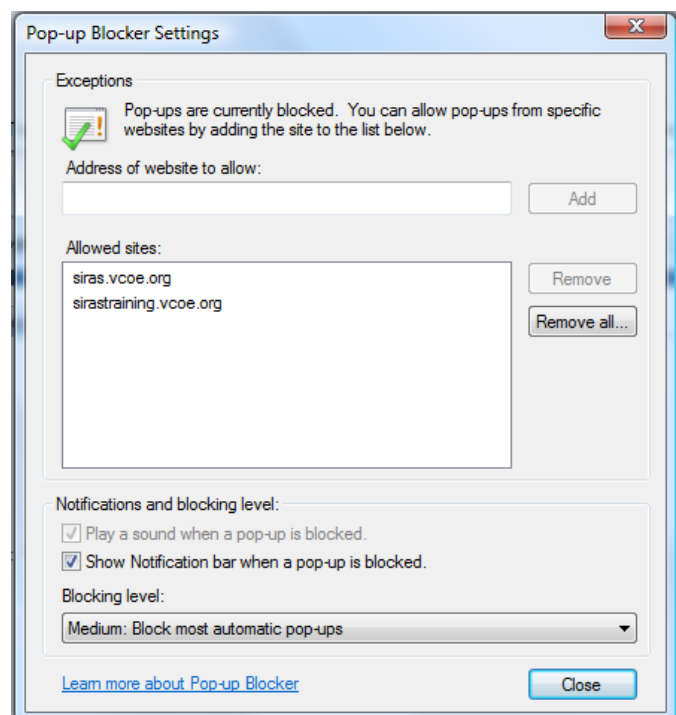 Pop-up Blocker Settings
Exceptions
Pop-ups are currently blocked. You can allow pop-ups from specific
websites by adding the site to the list below.
Address of website to allow:
Add
Allowed sites:
siras.vcoe.org
sirastraining.vcoe.org
Remove
Remove all...
Notifications and blocking level:
Play a sound when a pop-up is blocked.
Show Notification bar when a pop-up is blocked.
Blocking level:
Medium: Block most automatic pop-ups
Learn more about Pop-up Blocker
Close